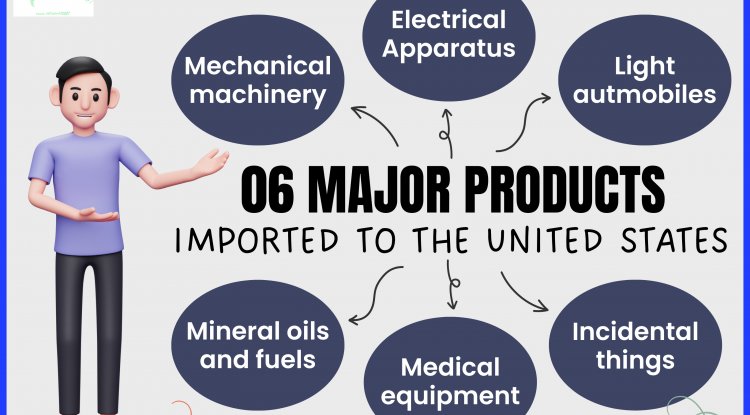 Mechanical
machinery
Electrical
Apparatus
Light
autmobiles
06 MAJOR PRODUCTS
IMPORTED TO THE UNITED STATES
Mineral oils
and fuels
Medical
equipment
Incidental
things